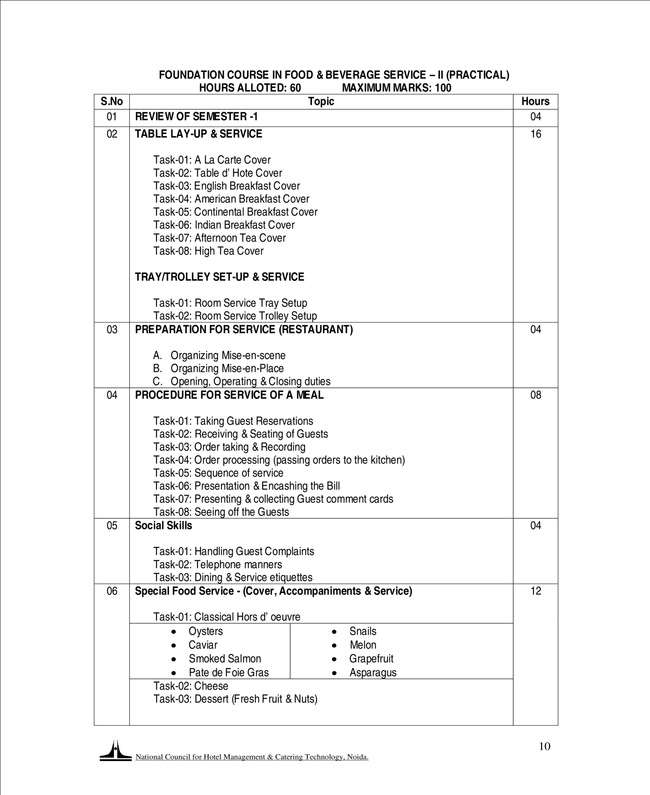 FOUNDATION COURSE IN FOOD & BEVERAGE SERVICE – II (PRACTICAL)
HOURS ALLOTED: 60 MAXIMUM MARKS: 100
S.No Topic Hours
01 REVIEW OF SEMESTER -1 04
02 TABLE LAY-UP & SERVICE 16
Task-01: A La Carte Cover
Task-02: Table d’ Hote Cover
Task-03: English Breakfast Cover
Task-04: American Breakfast Cover
Task-05: Continental Breakfast Cover
Task-06: Indian Breakfast Cover
Task-07: Afternoon Tea Cover
Task-08: High Tea Cover
TRAY/TROLLEY SET-UP & SERVICE
Task-01: Room Service Tray Setup
Task-02: Room Service Trolley Setup
03 PREPARATION FOR SERVICE (RESTAURANT) 04
A. Organizing Mise-en-scene
B. Organizing Mise-en-Place
C. Opening, Operating & Closing duties
04 PROCEDURE FOR SERVICE OF A MEAL 08
Task-01: Taking Guest Reservations
Task-02: Receiving & Seating of Guests
Task-03: Order taking & Recording
Task-04: Order processing (passing orders to the kitchen)
Task-05: Sequence of service
Task-06: Presentation & Encashing the Bill
Task-07: Presenting & collecting Guest comment cards
Task-08: Seeing off the Guests
05 Social Skills 04
Task-01: Handling Guest Complaints
Task-02: Telephone manners
Task-03: Dining & Service etiquettes
06 Special Food Service - (Cover, Accompaniments & Service) 12
Task-01: Classical Hors d’ oeuvre
• Oysters • Snails
• Caviar • Melon
• Smoked Salmon • Grapefruit
• Pate de Foie Gras • Asparagus
Task-02: Cheese
Task-03: Dessert (Fresh Fruit & Nuts)
10
National Council for Hotel Management & Catering Technology, Noida.